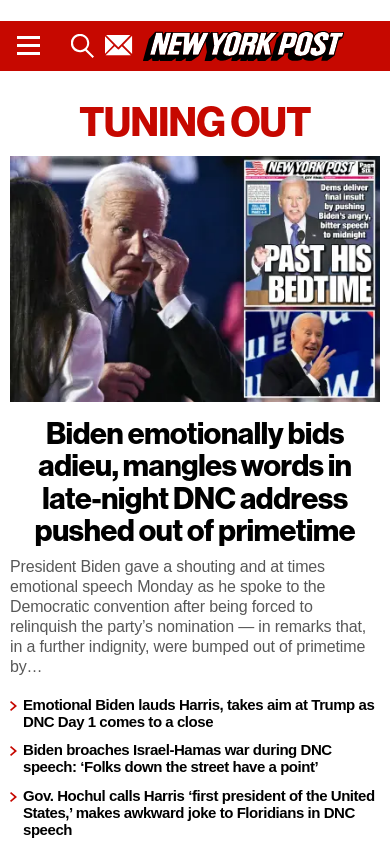 NEW YORK POST
TUNING OUT
NEW YORK POST
Dems deliver
final insult
by pushing
Biden's angry,
bitter speech
to midnight
PAST HIS
BEDTIME
Biden emotionally bids
adieu, mangles words in
late-night DNC address
pushed out of primetime
President Biden gave a shouting and at times
emotional speech Monday as he spoke to the
Democratic convention after being forced to
relinquish the party’s nomination — in remarks that,
in a further indignity, were bumped out of primetime
by…
Emotional Biden lauds Harris, takes aim at Trump as
DNC Day 1 comes to a close
Biden broaches Israel-Hamas war during DNC
speech: ‘Folks down the street have a point’
Gov. Hochul calls Harris ‘first president of the United
States,’ makes awkward joke to Floridians in DNC
speech